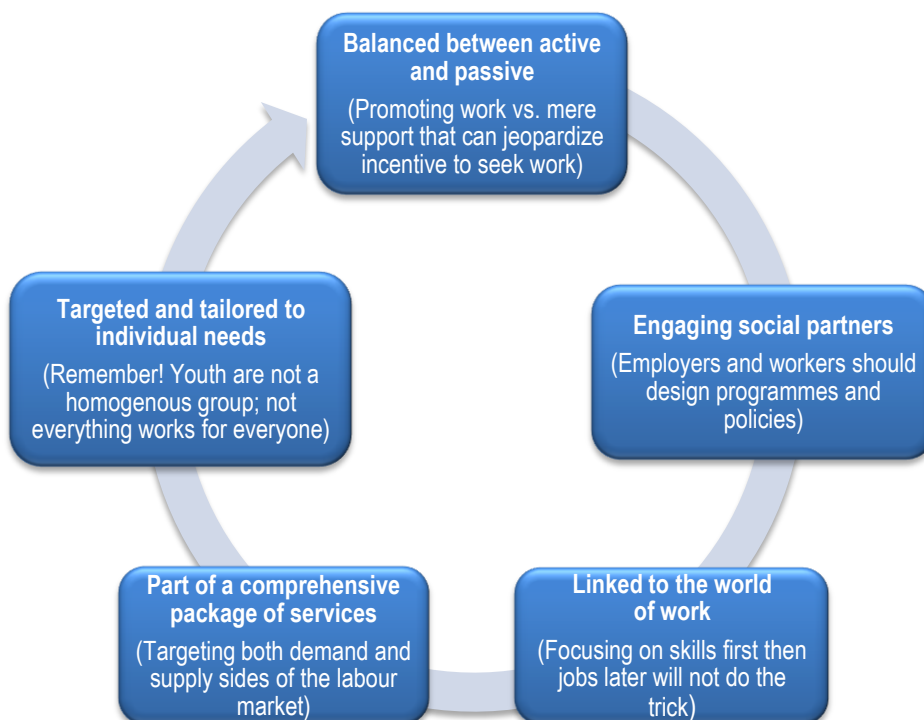 Balanced between active
and passive
(Promoting work vs. mere
support that can jeopardize
incentive to seek work)
Engaging social partners
(Employers and workers should
design programmes and
policies)
Linked to the world
of work
(Focusing on skills first then
jobs later will not do the
trick)
Part of a comprehensive
package of services
(Targeting both demand and
supply sides of the labour
market)
Targeted and tailored to
individual needs
(Remember! Youth are not a
homogenous group; not
everything works for everyone)